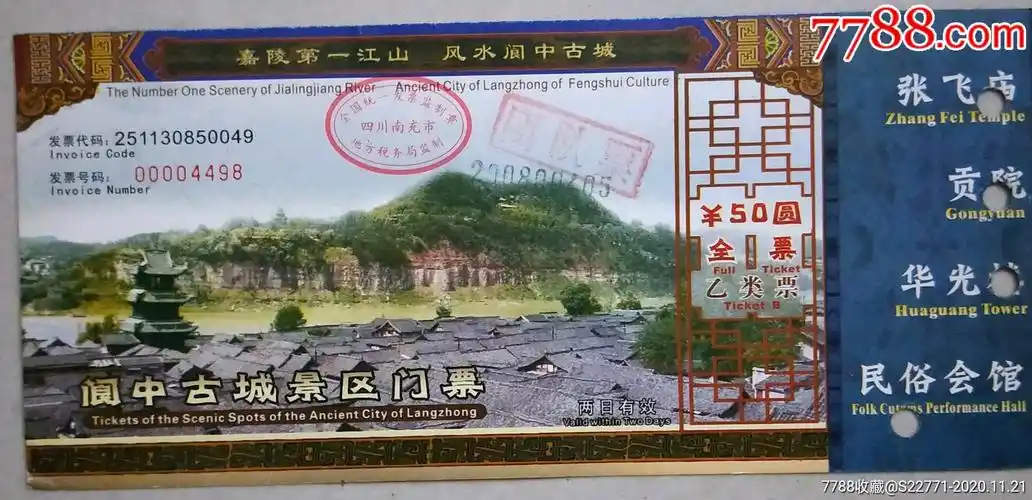 7788.com
嘉陵第一江山 风水阆中古城
The Number One Scenery of Jialingjiang River Ancient City of Langzhong of Fengshui Culture
全国统一发票监制章
四川南充市
地方税务局监制
发票代码: 251130850049
Invoice Code
发票号码: 00004498
Invoice Number
¥50圆
全票
Full Ticket
乙类票
Ticket B
阆中古城景区门票
Tickets of the Scenic Spots of the Ancient City of Langzhong
两日有效
Valid within Two Days
张飞庙
Zhang Fei Temple
贡院
Gongyuan
华光
Huaguang Tower
民俗会馆
Folk Cutoms Performance Hall
7788收藏@S22771-2020.11.21